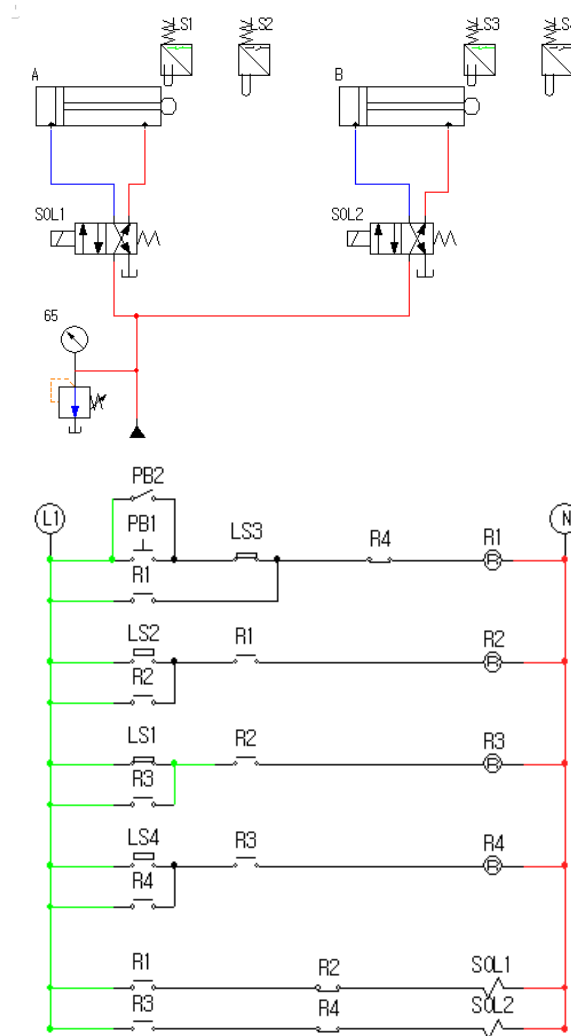 LS1 LS2 LS3
A B
SOL1 SOL2
65
PB2
L1 PB1 LS3 R4 R1 N
R1
LS2 R1 R2
R2
LS1 R2 R3
R3
LS4 R3 R4
R4
R1 R2 SOL1
R3 R4 SOL2